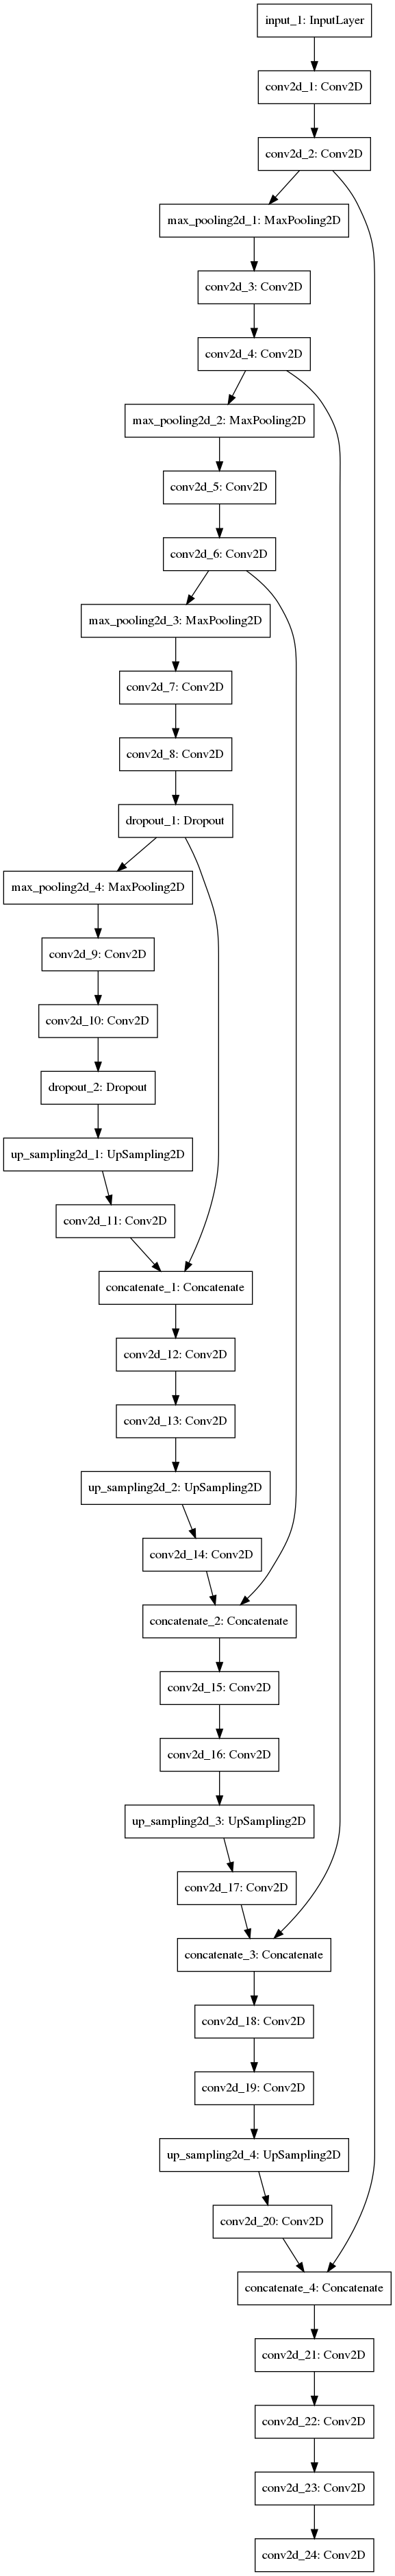 input_1: InputLayer
conv2d_1: Conv2D
conv2d_2: Conv2D
max_pooling2d_1: MaxPooling2D
conv2d_3: Conv2D
conv2d_4: Conv2D
max_pooling2d_2: MaxPooling2D
conv2d_5: Conv2D
conv2d_6: Conv2D
max_pooling2d_3: MaxPooling2D
conv2d_7: Conv2D
conv2d_8: Conv2D
dropout_1: Dropout
max_pooling2d_4: MaxPooling2D
conv2d_9: Conv2D
conv2d_10: Conv2D
dropout_2: Dropout
up_sampling2d_1: UpSampling2D
conv2d_11: Conv2D
concatenate_1: Concatenate
conv2d_12: Conv2D
conv2d_13: Conv2D
up_sampling2d_2: UpSampling2D
conv2d_14: Conv2D
concatenate_2: Concatenate
conv2d_15: Conv2D
conv2d_16: Conv2D
up_sampling2d_3: UpSampling2D
conv2d_17: Conv2D
concatenate_3: Concatenate
conv2d_18: Conv2D
conv2d_19: Conv2D
up_sampling2d_4: UpSampling2D
conv2d_20: Conv2D
concatenate_4: Concatenate
conv2d_21: Conv2D
conv2d_22: Conv2D
conv2d_23: Conv2D
conv2d_24: Conv2D